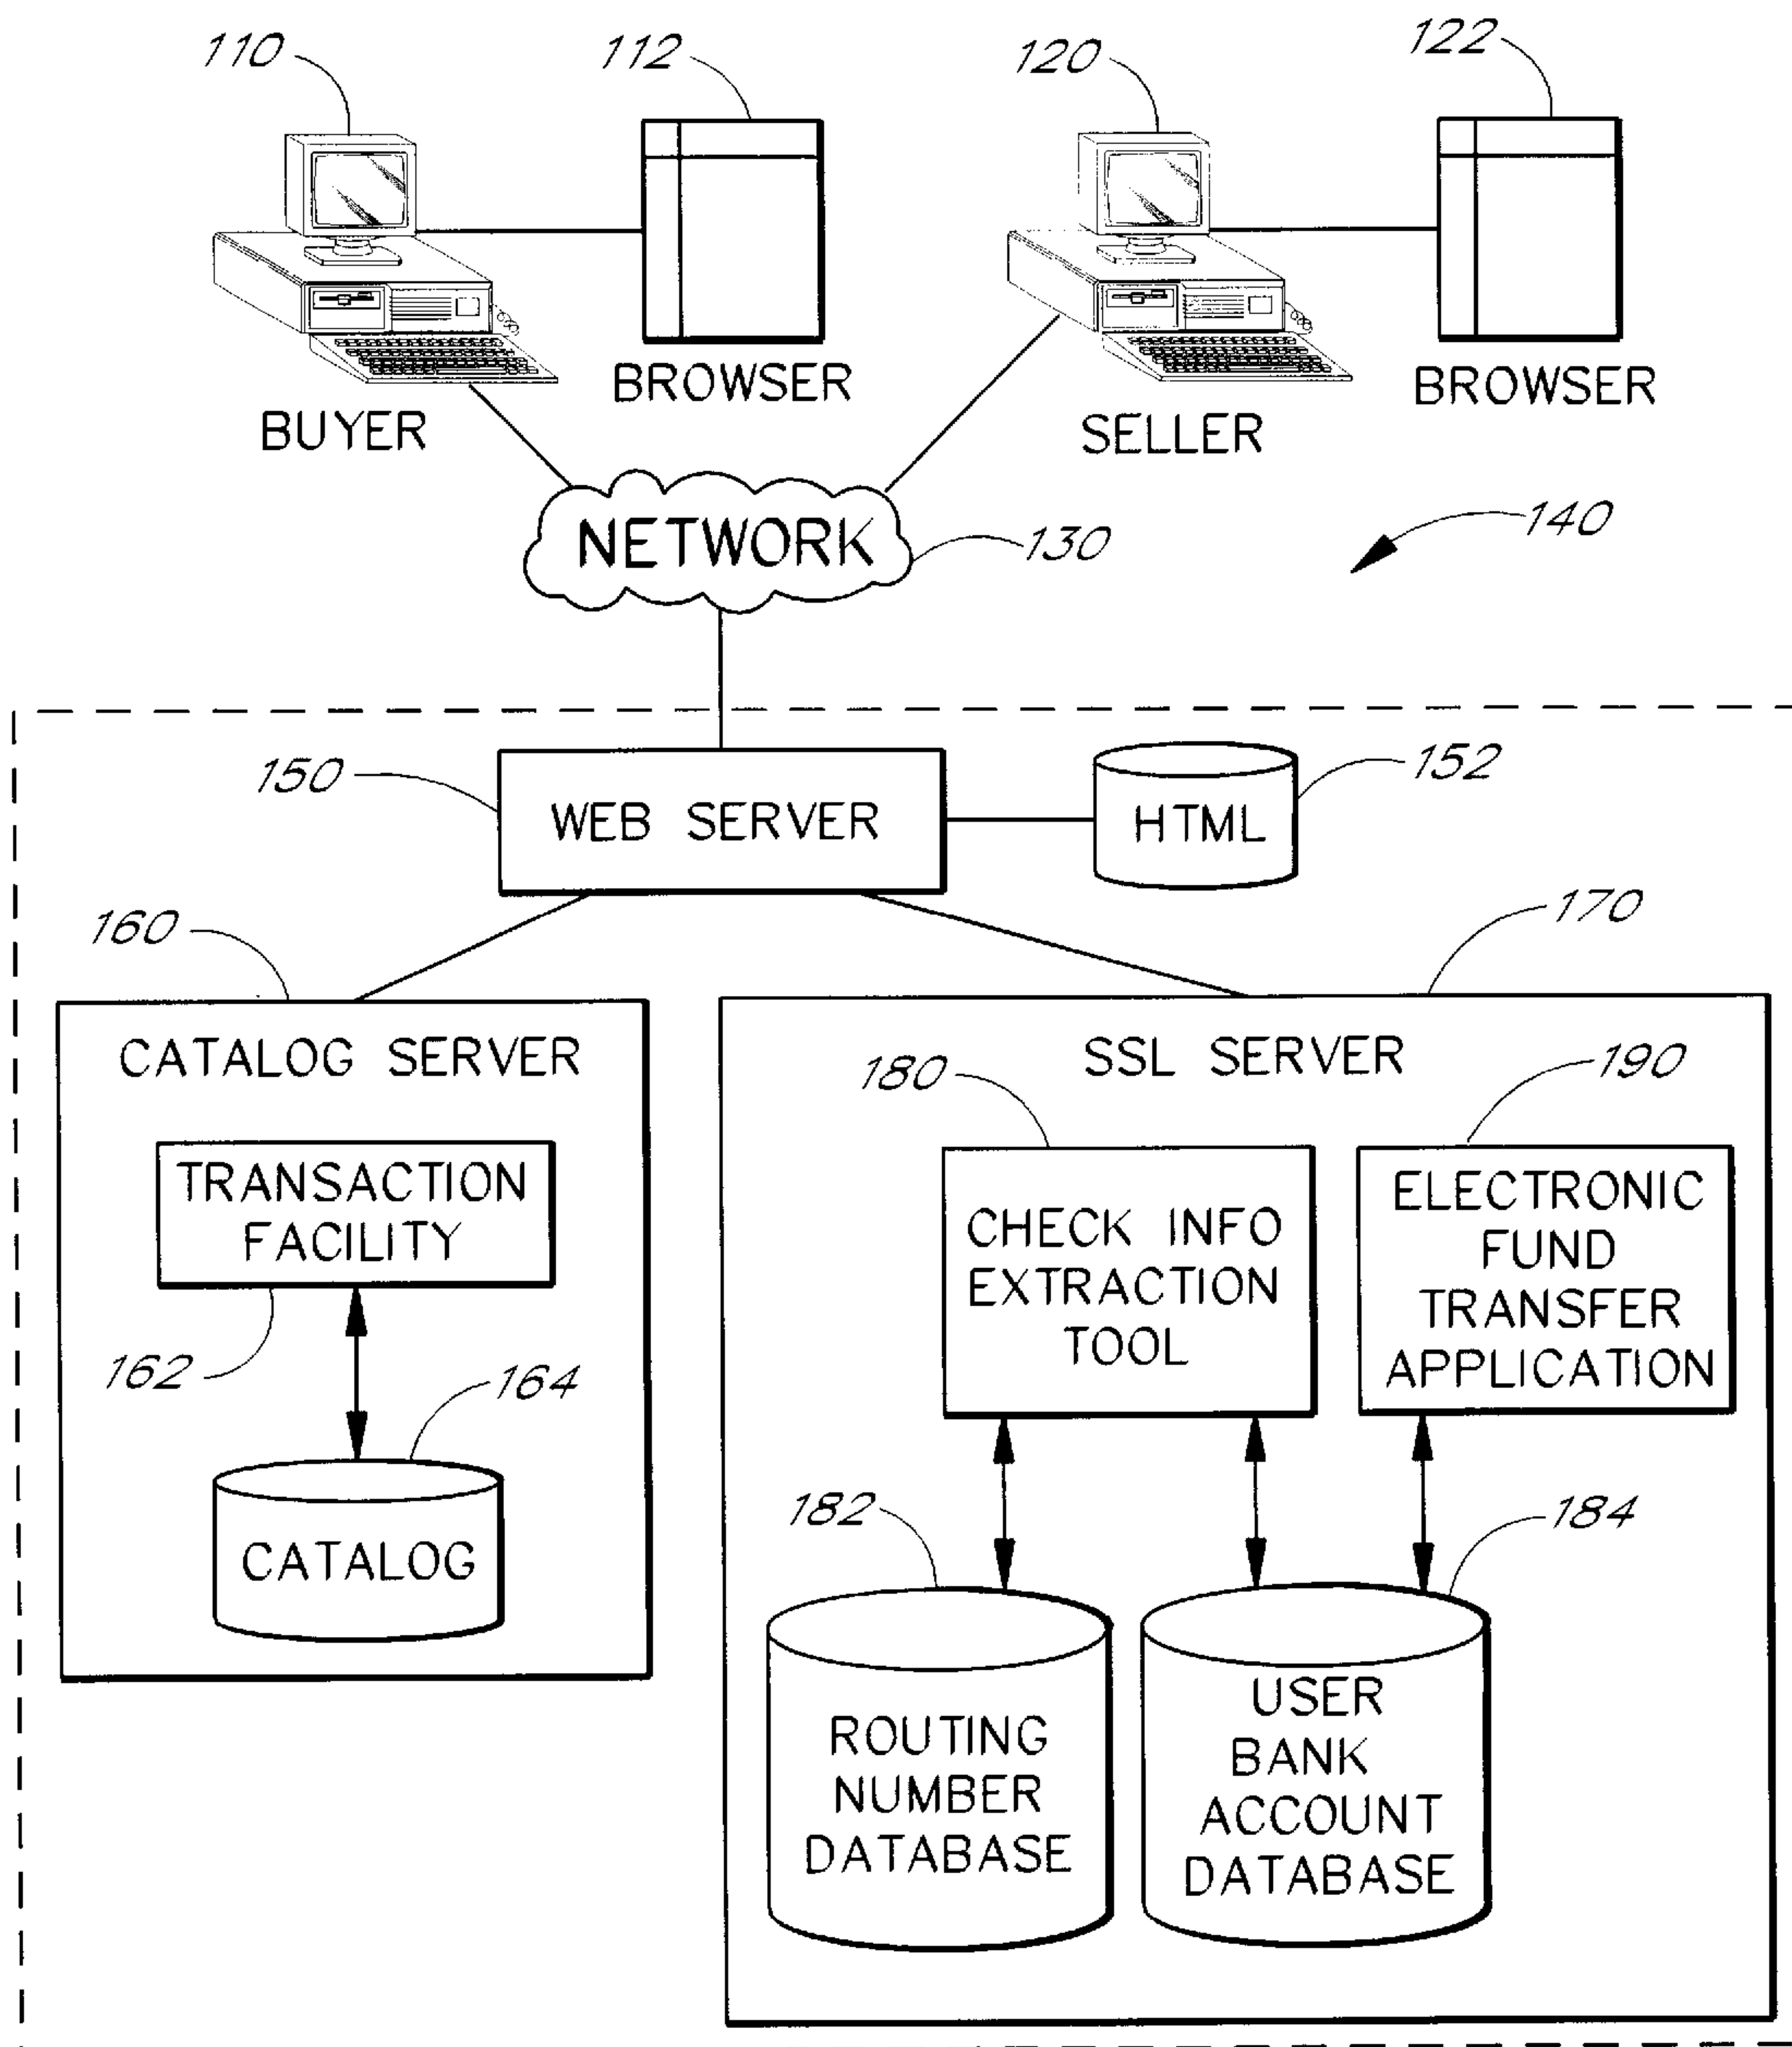 110
112
120
122
BROWSER
BROWSER
BUYER
SELLER
NETWORK
130
140
150
WEB SERVER
HTML
152
160
170
CATALOG SERVER
SSL SERVER
180
190
TRANSACTION
FACILITY
162
164
CATALOG
CHECK INFO
EXTRACTION
TOOL
ELECTRONIC
FUND
TRANSFER
APPLICATION
182
184
ROUTING
NUMBER
DATABASE
USER
BANK
ACCOUNT
DATABASE